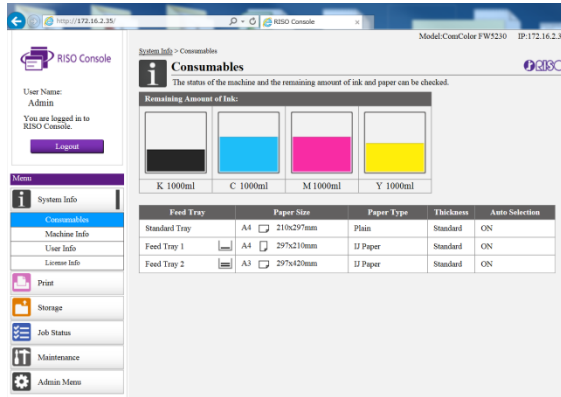 http://172.16.2.35/
RISO Console
Model:ComColor FW5230 IP:172.16.2.3
RISO Console
System Info > Consumables
Consumables
RISO
The status of the machine and the remaining amount of ink and paper can be checked.
User Name:
Admin
You are logged in to
RISO Console.
Logout
Remaining Amount of Ink:
K 1000ml C 1000ml M 1000ml Y 1000ml
Menu
System Info
Consumables
Machine Info
User Info
License Info
Print
Storage
Job Status
Maintenance
Admin Menu
Feed Tray Paper Size Paper Type Thickness Auto Selection
Standard Tray A4 210x297mm Plain Standard ON
Feed Tray 1 A4 297x210mm IJ Paper Standard ON
Feed Tray 2 A3 297x420mm IJ Paper Standard ON